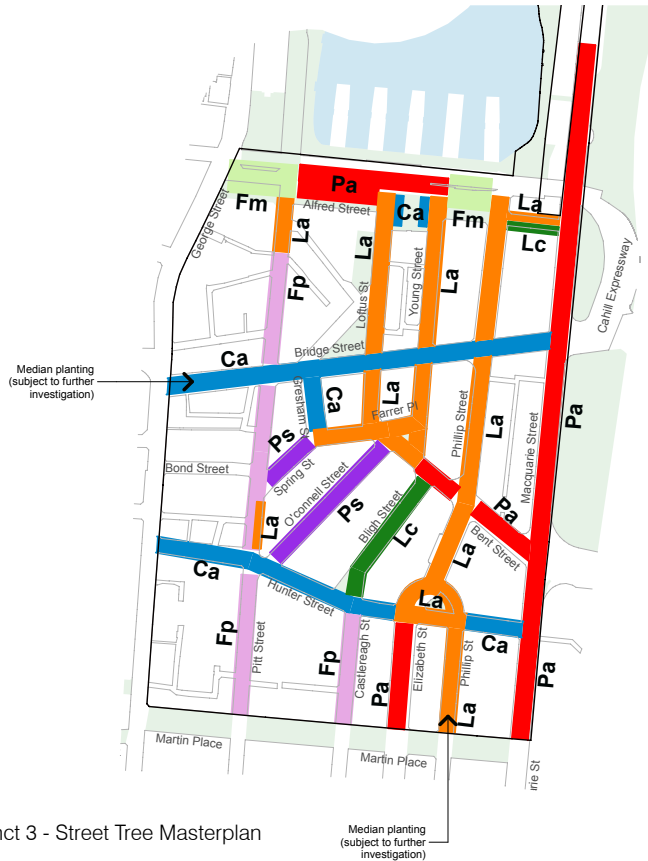 Pa
Fm
Alfred Street
Ca
Fm
La
Lc
George Street
La
Fp
La
Loftus St
Young Street
La
Cahill Expressway
Bridge Street
Ca
Median planting
(subject to further
investigation)
Gresham St
Ca
La
Farrer Pl
Phillip Street
La
Macquarie Street
Pa
Ps
Bond Street
Spring St
O'connell Street
Ps
Bligh Street
Lc
Pa
Bent Street
La
La
Ca
Hunter Street
La
Ca
Fp
Pitt Street
Fp
Castlereagh St
Pa
Elizabeth St
Phillip St
La
Pa
Martin Place
Martin Place
rie St
nct 3 - Street Tree Masterplan
Median planting
(subject to further
investigation)